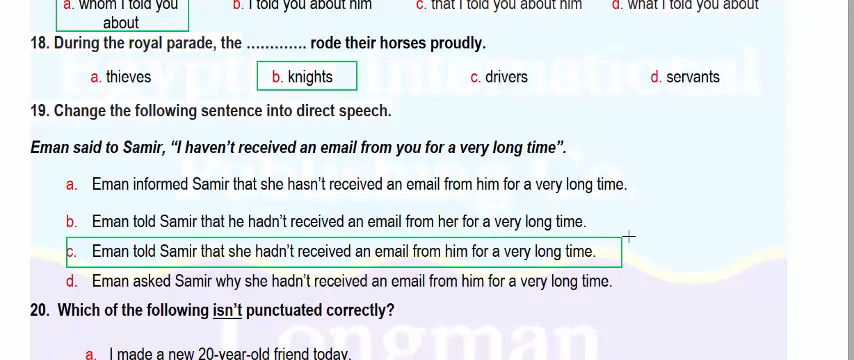 a. whom I told you about
b. I told you about him
c. that I told you about him
d. what I told you about
18. During the royal parade, the ............. rode their horses proudly.
a. thieves b. knights c. drivers d. servants
19. Change the following sentence into direct speech.
Eman said to Samir, “I haven’t received an email from you for a very long time”.
a. Eman informed Samir that she hasn’t received an email from him for a very long time.
b. Eman told Samir that he hadn’t received an email from her for a very long time.
c. Eman told Samir that she hadn’t received an email from him for a very long time.
d. Eman asked Samir why she hadn’t received an email from him for a very long time.
20. Which of the following isn’t punctuated correctly?
a. I made a new 20-year-old friend today.
Egyptian International
Publishing Co.
Longman